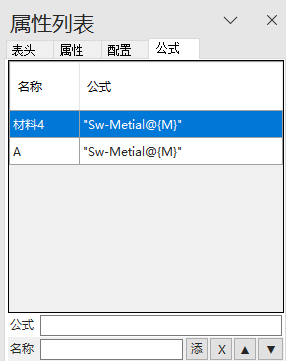 属性列表
表头 属性 配置 公式
名称 公式
材料4 "Sw-Metial@{M}"
A "Sw-Metial@{M}"
公式
名称 添 X ▲ ▼